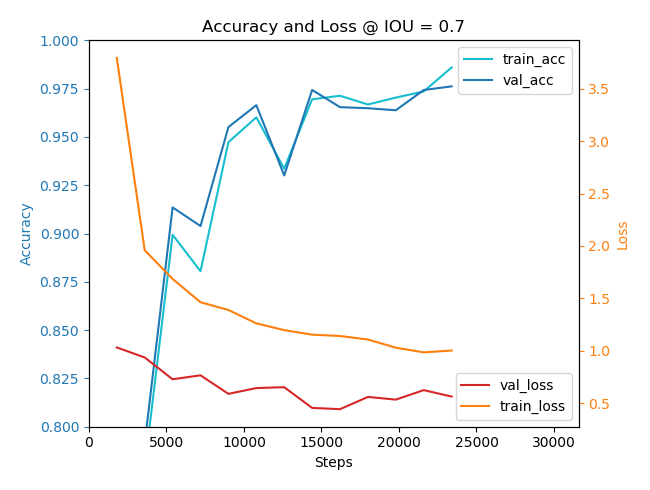 Accuracy and Loss @ IOU = 0.7
1.000
0.975
0.950
0.925
0.900
0.875
0.850
0.825
0.800
Accuracy
train_acc
val_acc
3.5
3.0
2.5
2.0
1.5
1.0
0.5
Loss
val_loss
train_loss
0 5000 10000 15000 20000 25000 30000
Steps